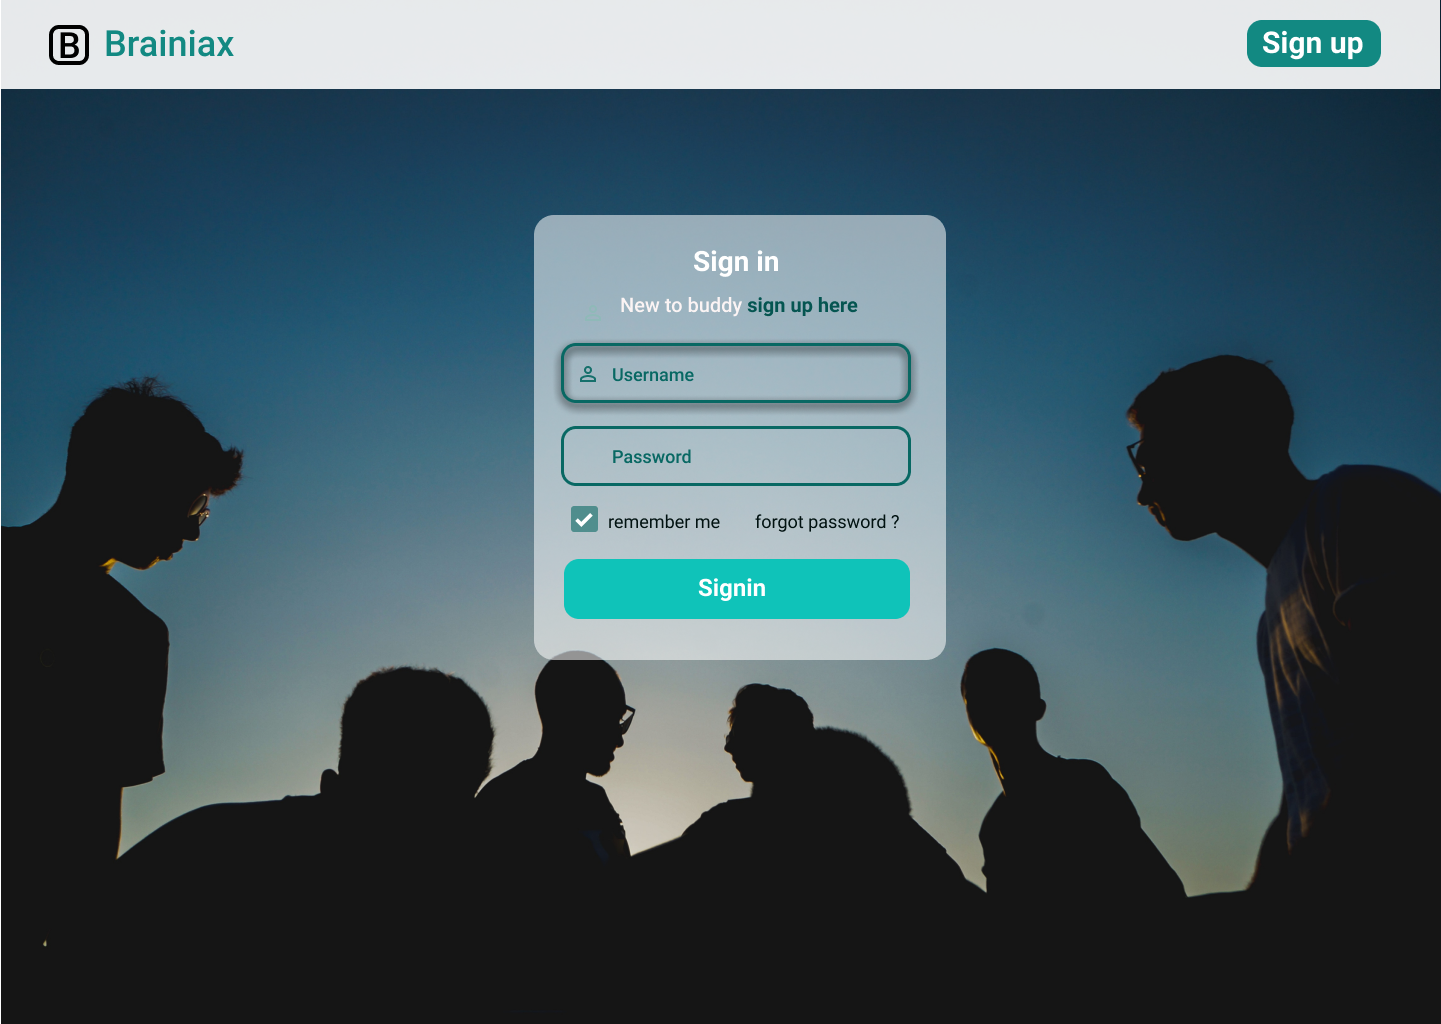 B Brainiax
Sign up
Sign in
New to buddy sign up here
Username
Password
remember me
forgot password ?
Signin